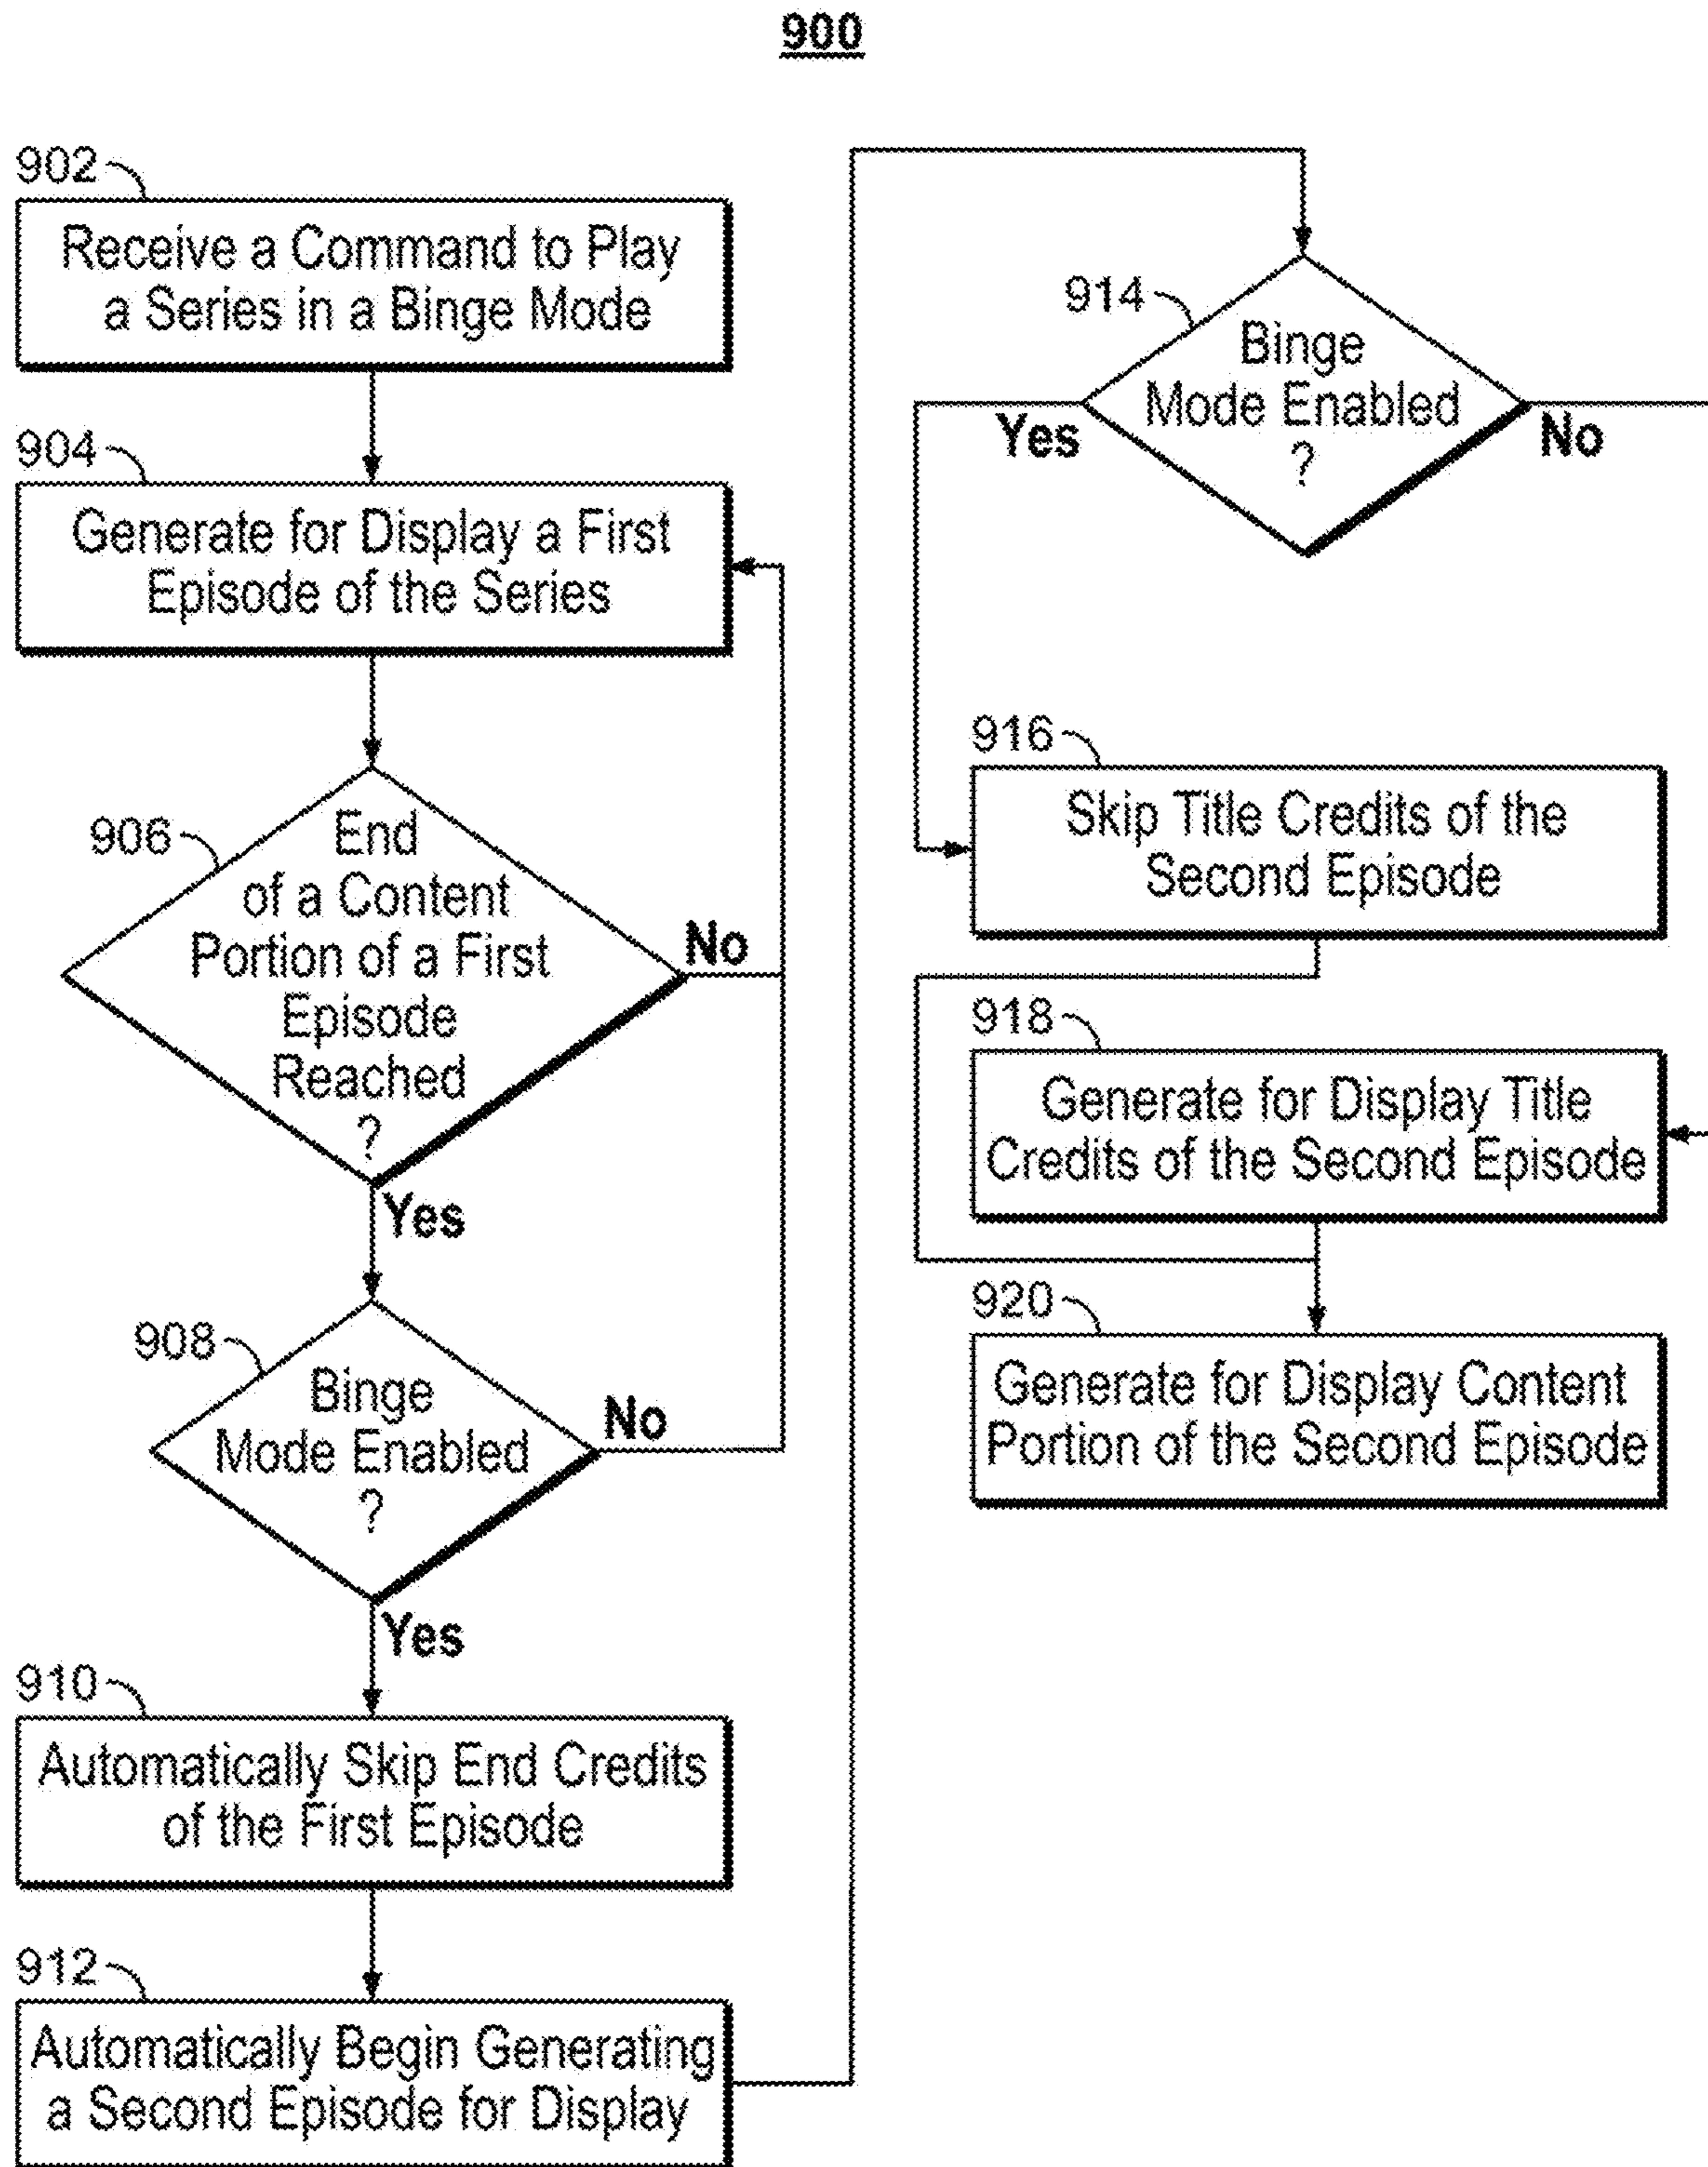 900
902
Receive a Command to Play
a Series in a Binge Mode
904
Generate for Display a First
Episode of the Series
906
End
of a Content
Portion of a First
Episode
Reached
?
No
Yes
908
Binge
Mode Enabled
?
No
Yes
910
Automatically Skip End Credits
of the First Episode
912
Automatically Begin Generating
a Second Episode for Display
914
Binge
Mode Enabled
?
Yes
No
916
Skip Title Credits of the
Second Episode
918
Generate for Display Title
Credits of the Second Episode
920
Generate for Display Content
Portion of the Second Episode